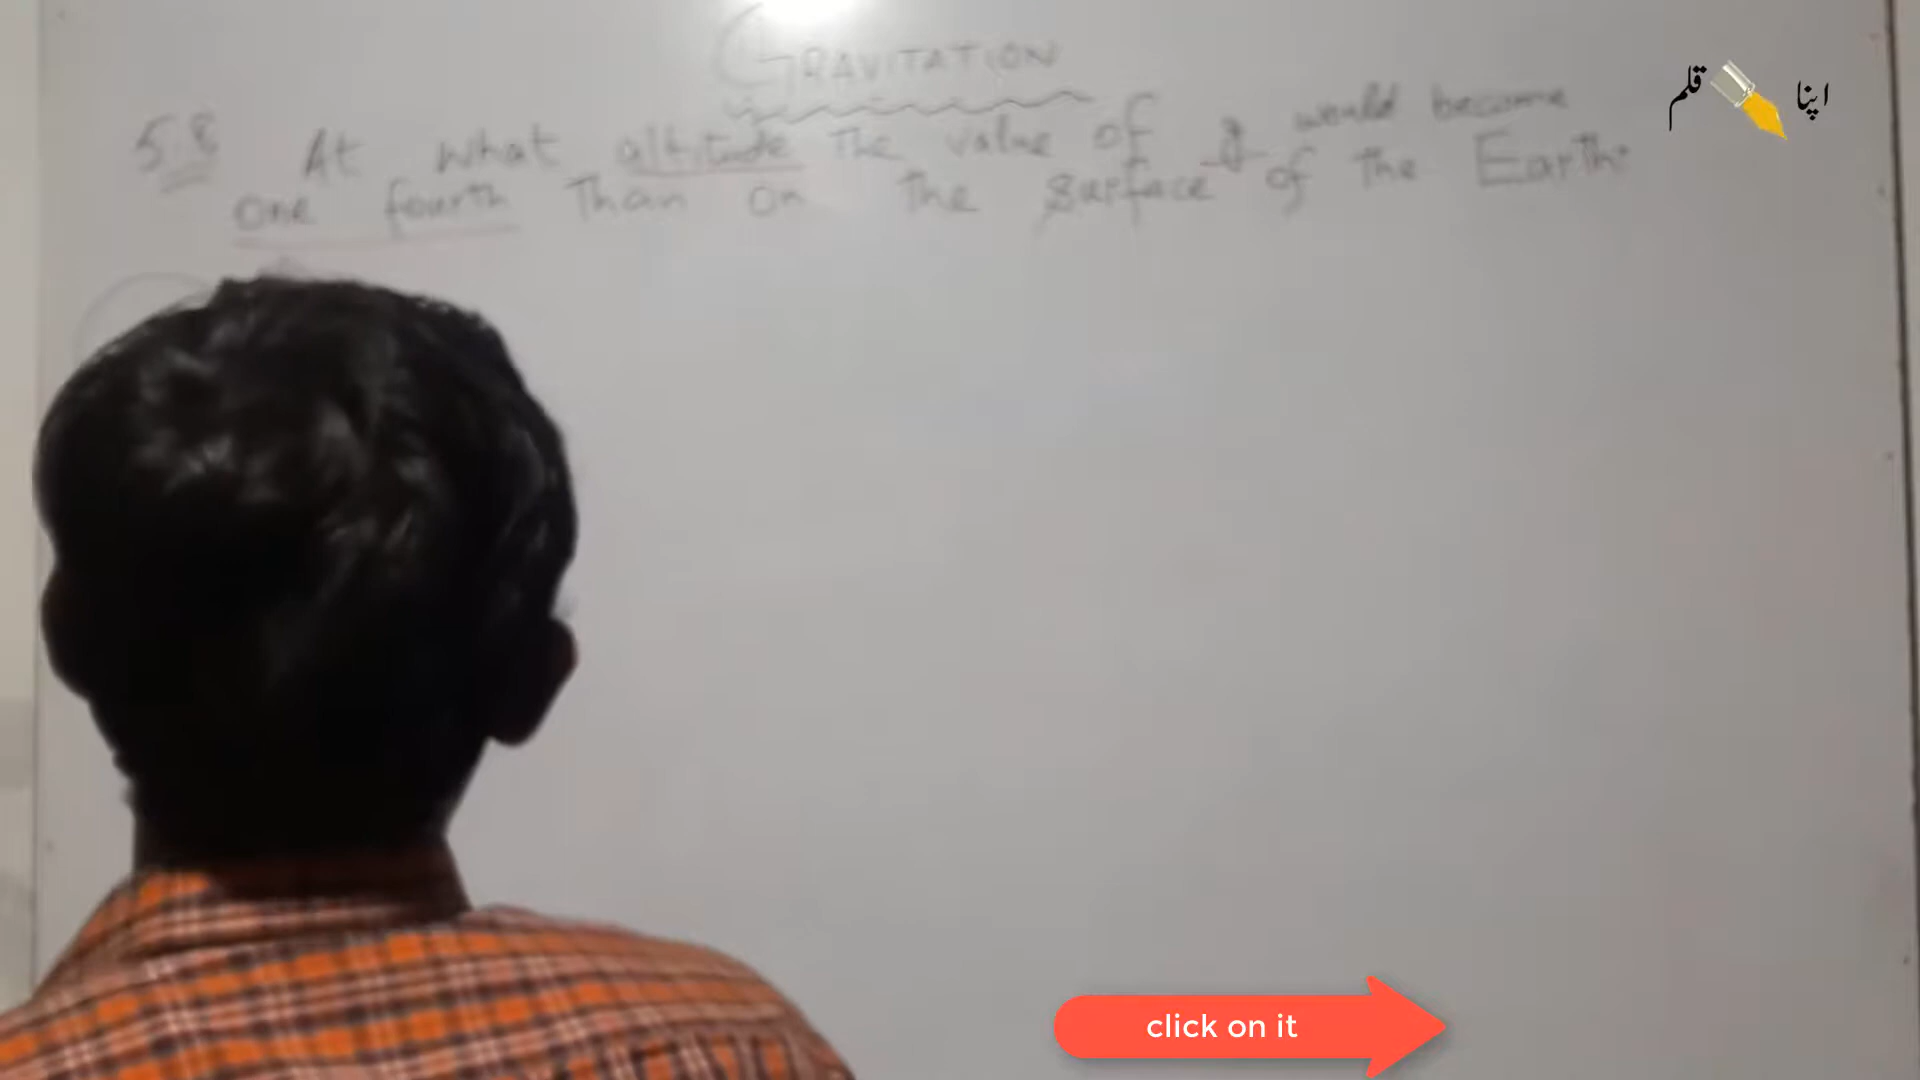 GRAVITATION
5.8 At what altitude the value of g would become
one fourth than on the surface of the Earth.
اپنا قلم
click on it